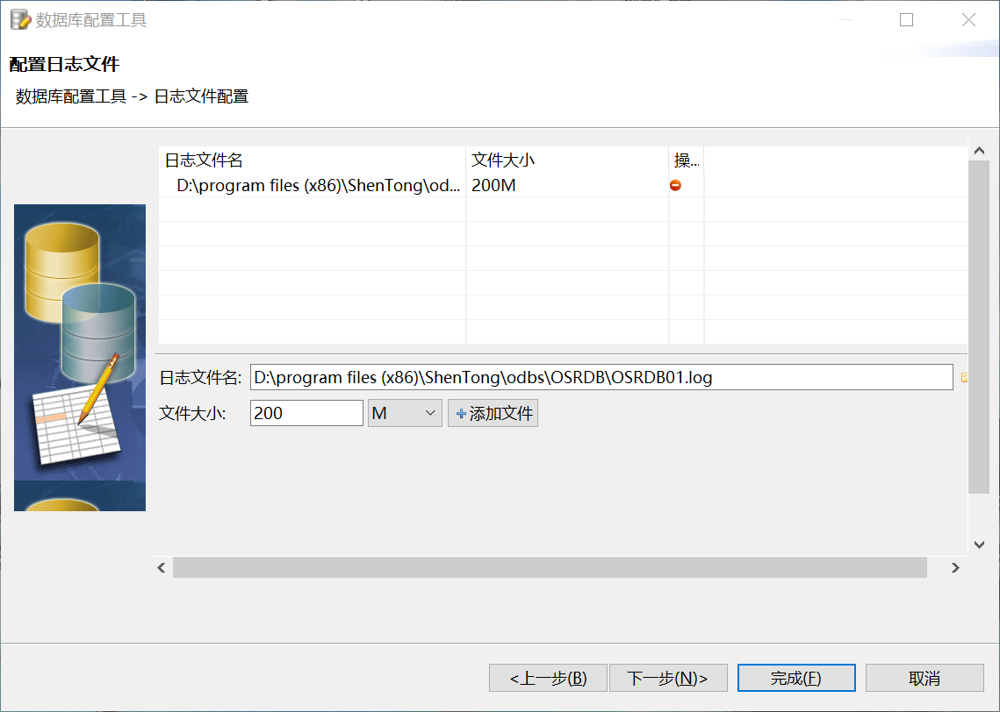 数据库配置工具
配置日志文件
数据库配置工具 -> 日志文件配置
日志文件名 文件大小 操...
D:\program files (x86)\ShenTong\od... 200M
日志文件名: D:\program files (x86)\ShenTong\odbs\OSRDB\OSRDB01.log
文件大小: 200 M 添加文件
<上一步(B) 下一步(N)> 完成(F) 取消